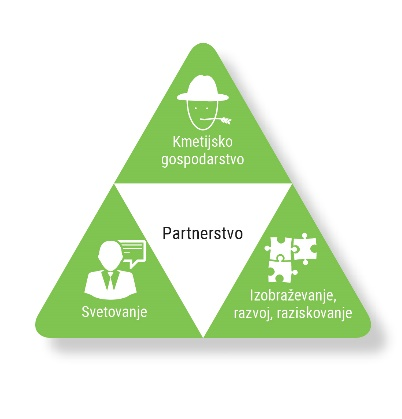 Kmetijsko
gospodarstvo
Partnerstvo
Svetovanje
Izobraževanje,
razvoj, raziskovanje